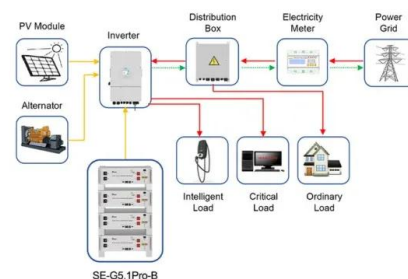 PV Module
Inverter
Distribution
Box
Electricity
Meter
Power
Grid
Alternator
Intelligent
Load
Critical
Load
Ordinary
Load
SE-G5.1Pro-B